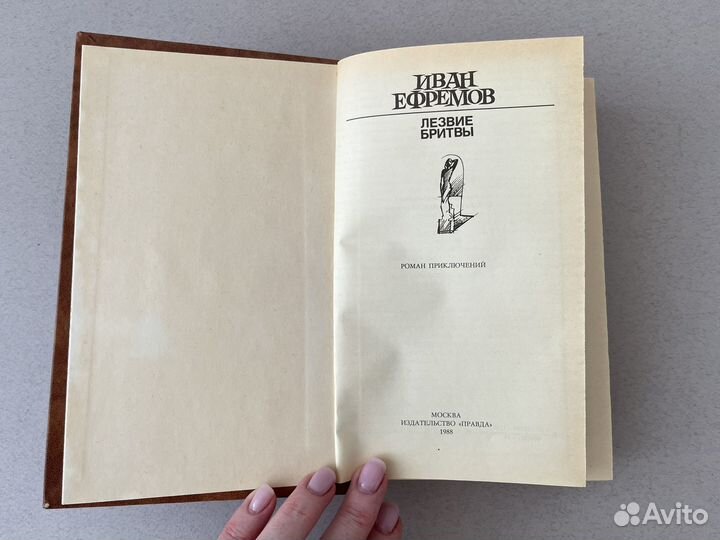 ИВАН
ЕФРЕМОВ
ЛЕЗВИЕ
БРИТВЫ
РОМАН ПРИКЛЮЧЕНИЙ
МОСКВА
ИЗДАТЕЛЬСТВО «ПРАВДА»
1988
Avito